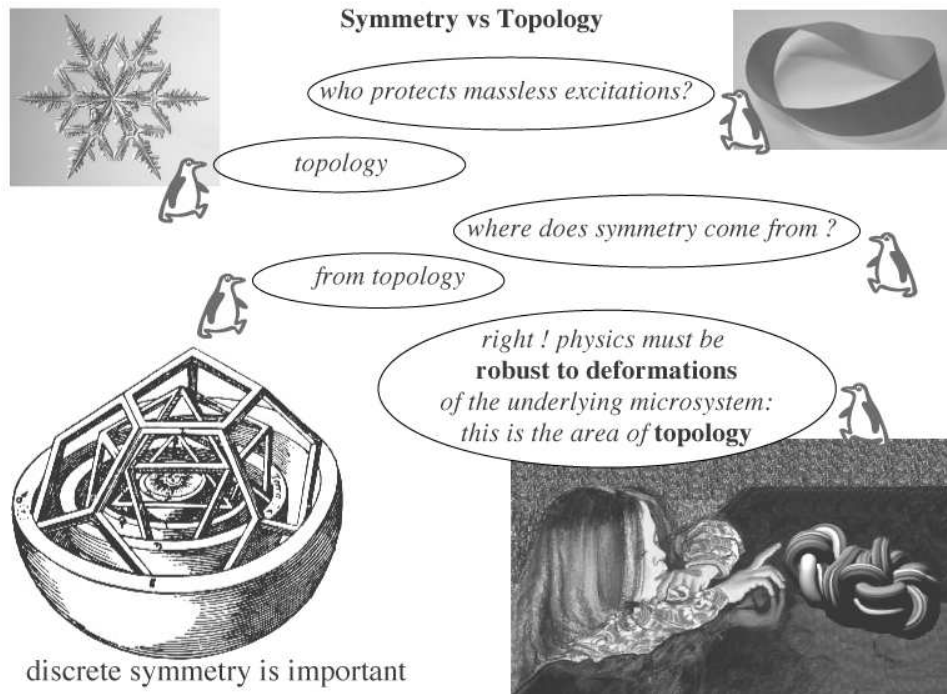 Symmetry vs Topology
who protects massless excitations?
topology
where does symmetry come from ?
from topology
right ! physics must be
robust to deformations
of the underlying microsystem:
this is the area of topology
discrete symmetry is important